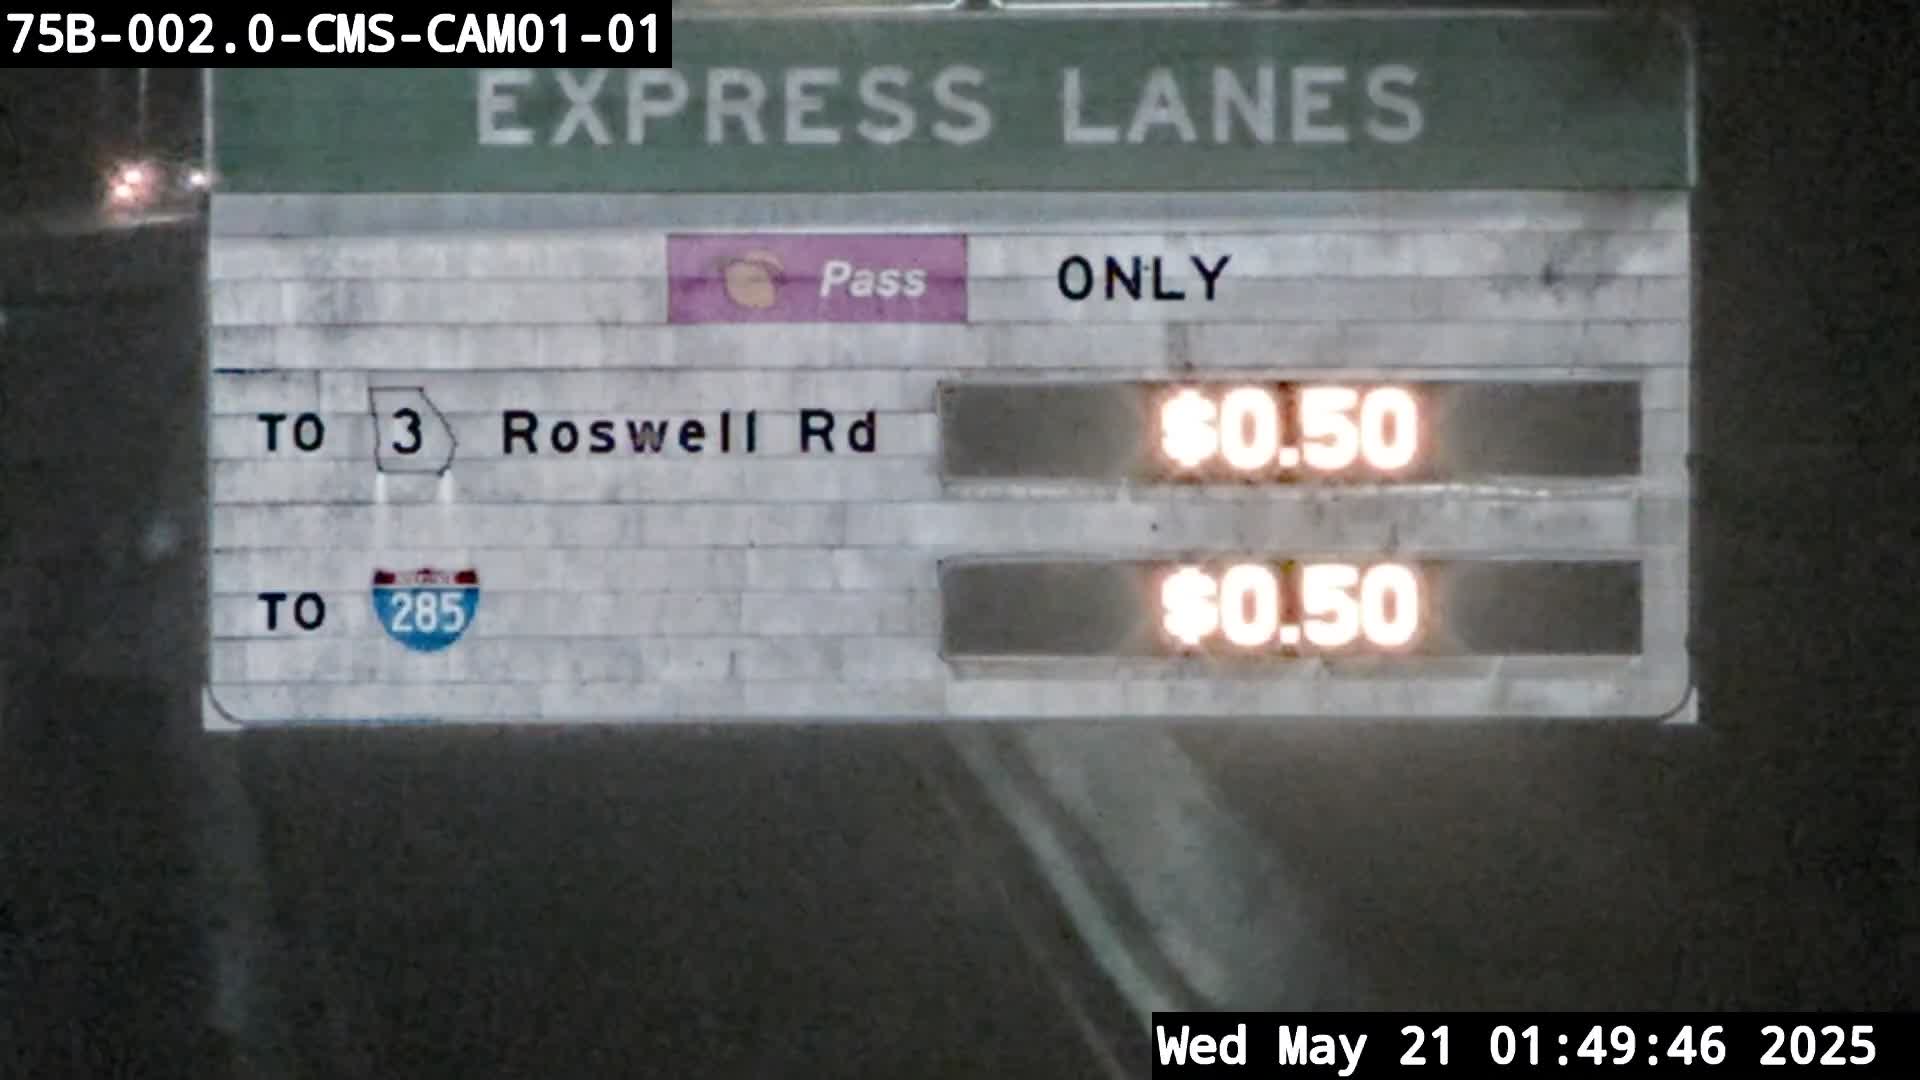 75B-002.0-CMS-CAM01-01
EXPRESS LANES
Pass ONLY
TO 3 Roswell Rd $0.50
TO 285 $0.50
Wed May 21 01:49:46 2025